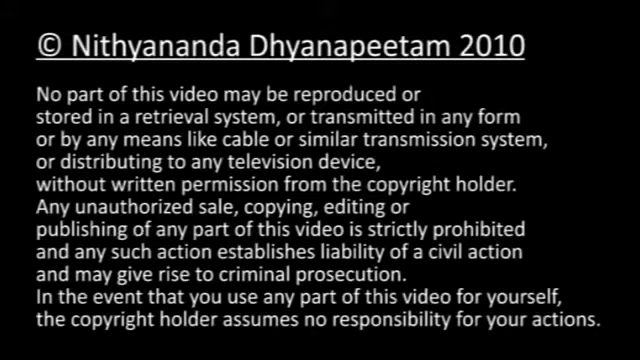 © Nithyananda Dhyanapeetam 2010
No part of this video may be reproduced or
stored in a retrieval system, or transmitted in any form
or by any means like cable or similar transmission system,
or distributing to any television device,
without written permission from the copyright holder.
Any unauthorized sale, copying, editing or
publishing of any part of this video is strictly prohibited
and any such action establishes liability of a civil action
and may give rise to criminal prosecution.
In the event that you use any part of this video for yourself,
the copyright holder assumes no responsibility for your actions.